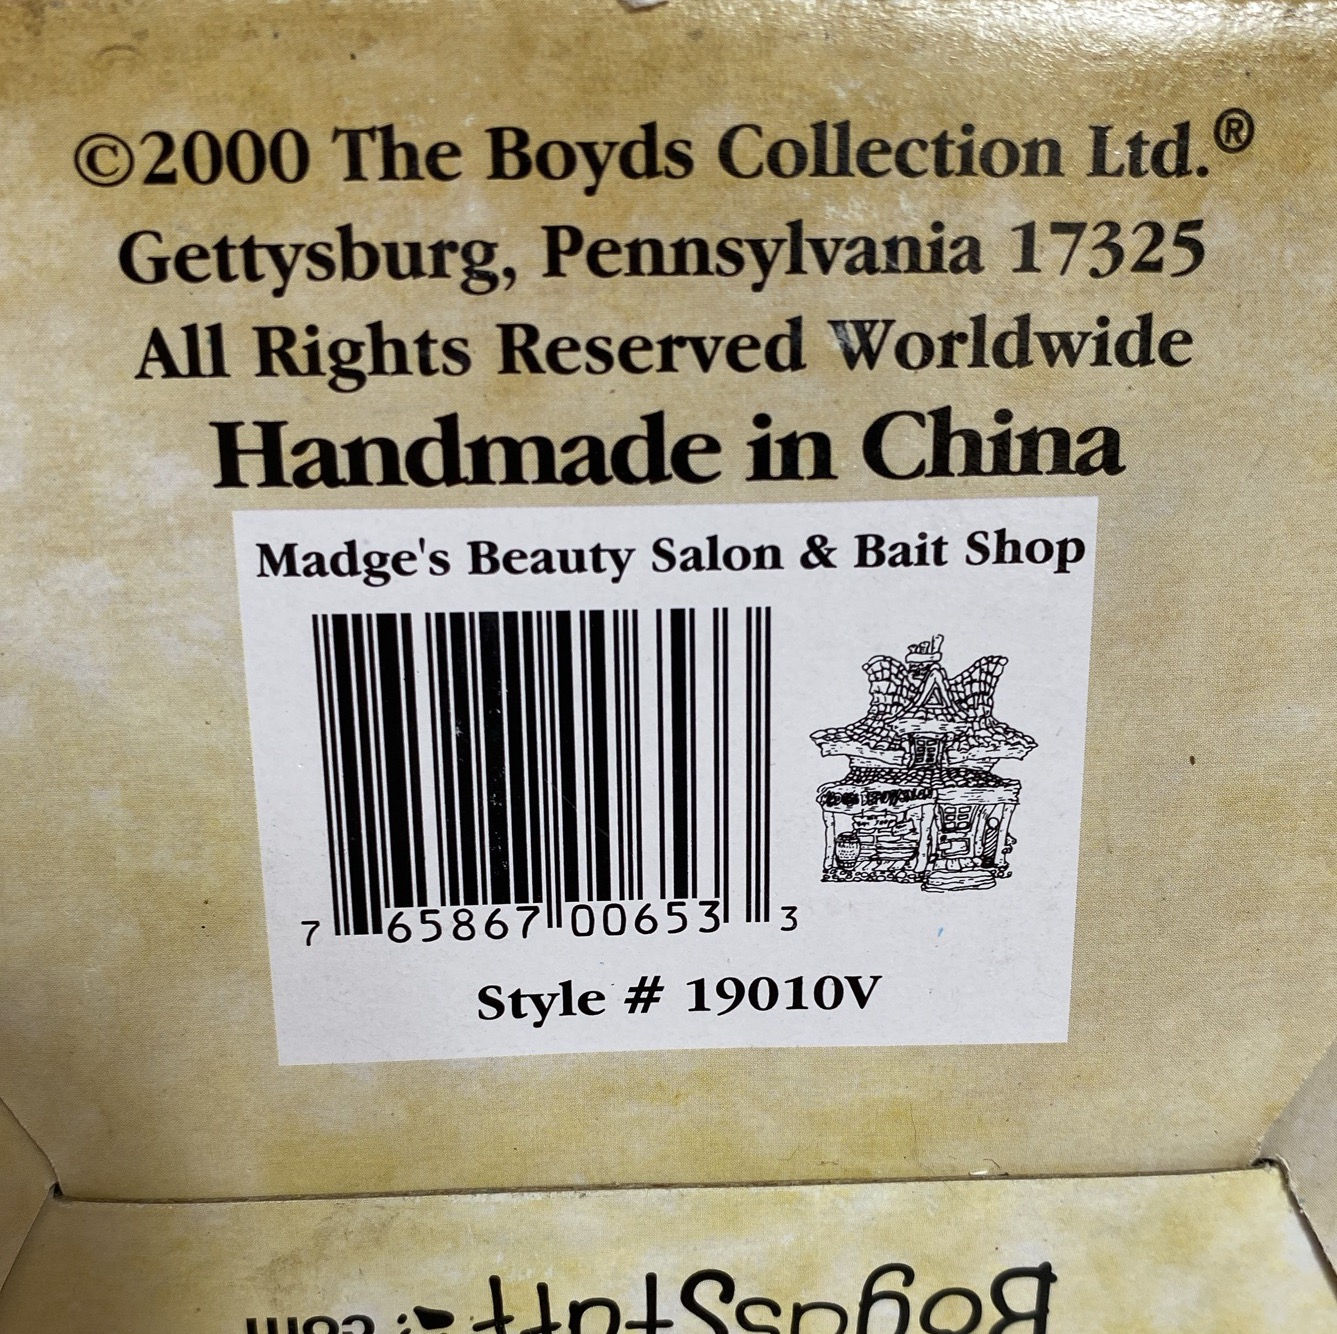 ©2000 The Boyds Collection Ltd.®
Gettysburg, Pennsylvania 17325
All Rights Reserved Worldwide
Handmade in China
Madge's Beauty Salon & Bait Shop
7 65867 00653 3
Style # 19010V